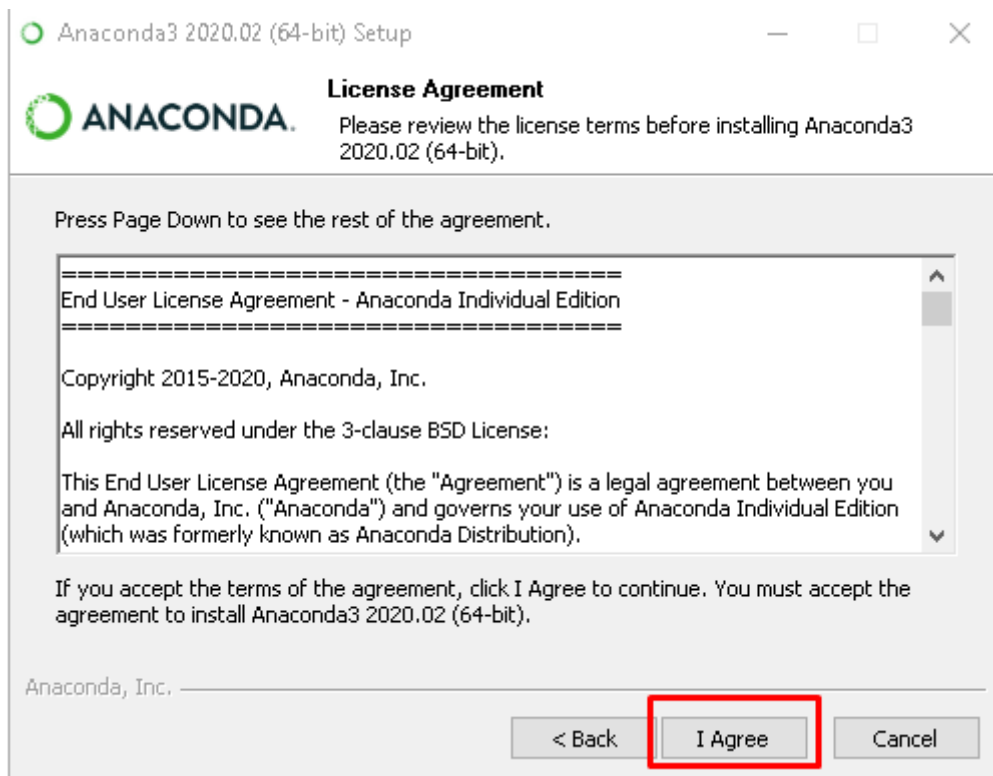 Anaconda3 2020.02 (64-bit) Setup
ANACONDA.
License Agreement
Please review the license terms before installing Anaconda3
2020.02 (64-bit).
Press Page Down to see the rest of the agreement.
===================================
End User License Agreement - Anaconda Individual Edition
===================================
Copyright 2015-2020, Anaconda, Inc.
All rights reserved under the 3-clause BSD License:
This End User License Agreement (the "Agreement") is a legal agreement between you
and Anaconda, Inc. ("Anaconda") and governs your use of Anaconda Individual Edition
(which was formerly known as Anaconda Distribution).
If you accept the terms of the agreement, click I Agree to continue. You must accept the
agreement to install Anaconda3 2020.02 (64-bit).
Anaconda, Inc.
< Back
I Agree
Cancel